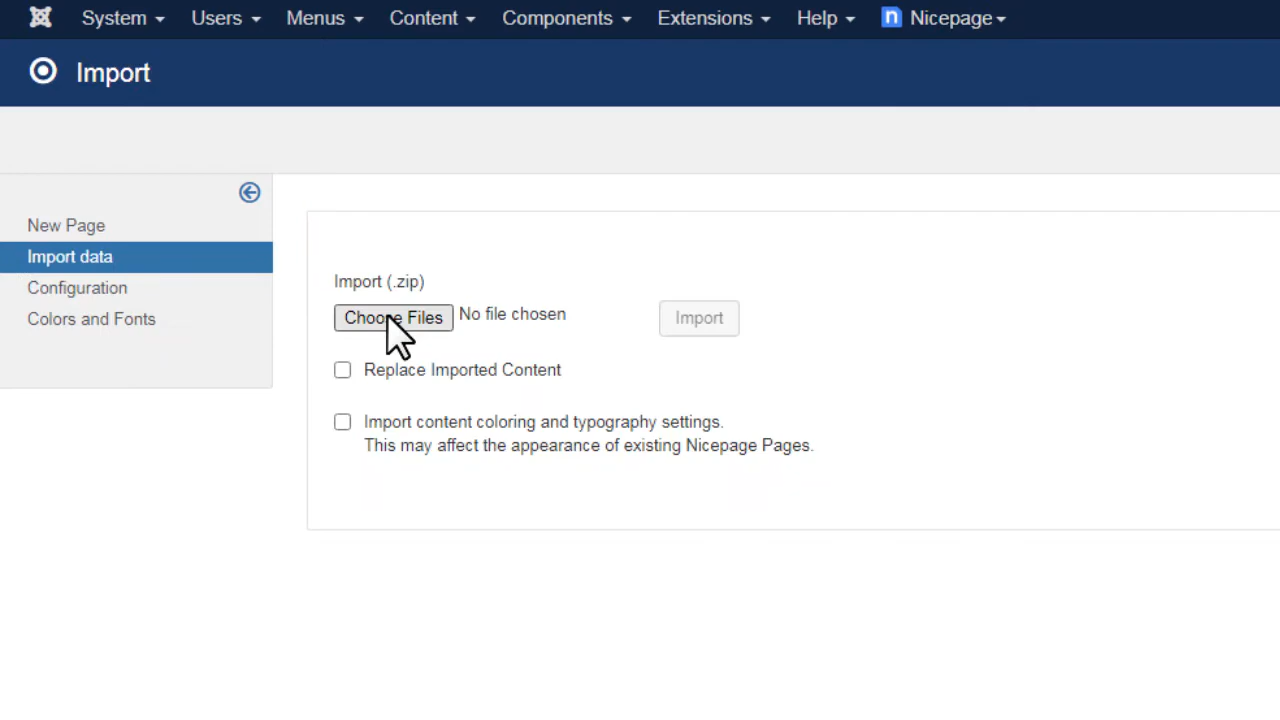 System Users Menus Content Components Extensions Help Nicepage
Import
New Page
Import data
Configuration
Colors and Fonts
Import (.zip)
Choose Files No file chosen Import
Replace Imported Content
Import content coloring and typography settings.
This may affect the appearance of existing Nicepage Pages.